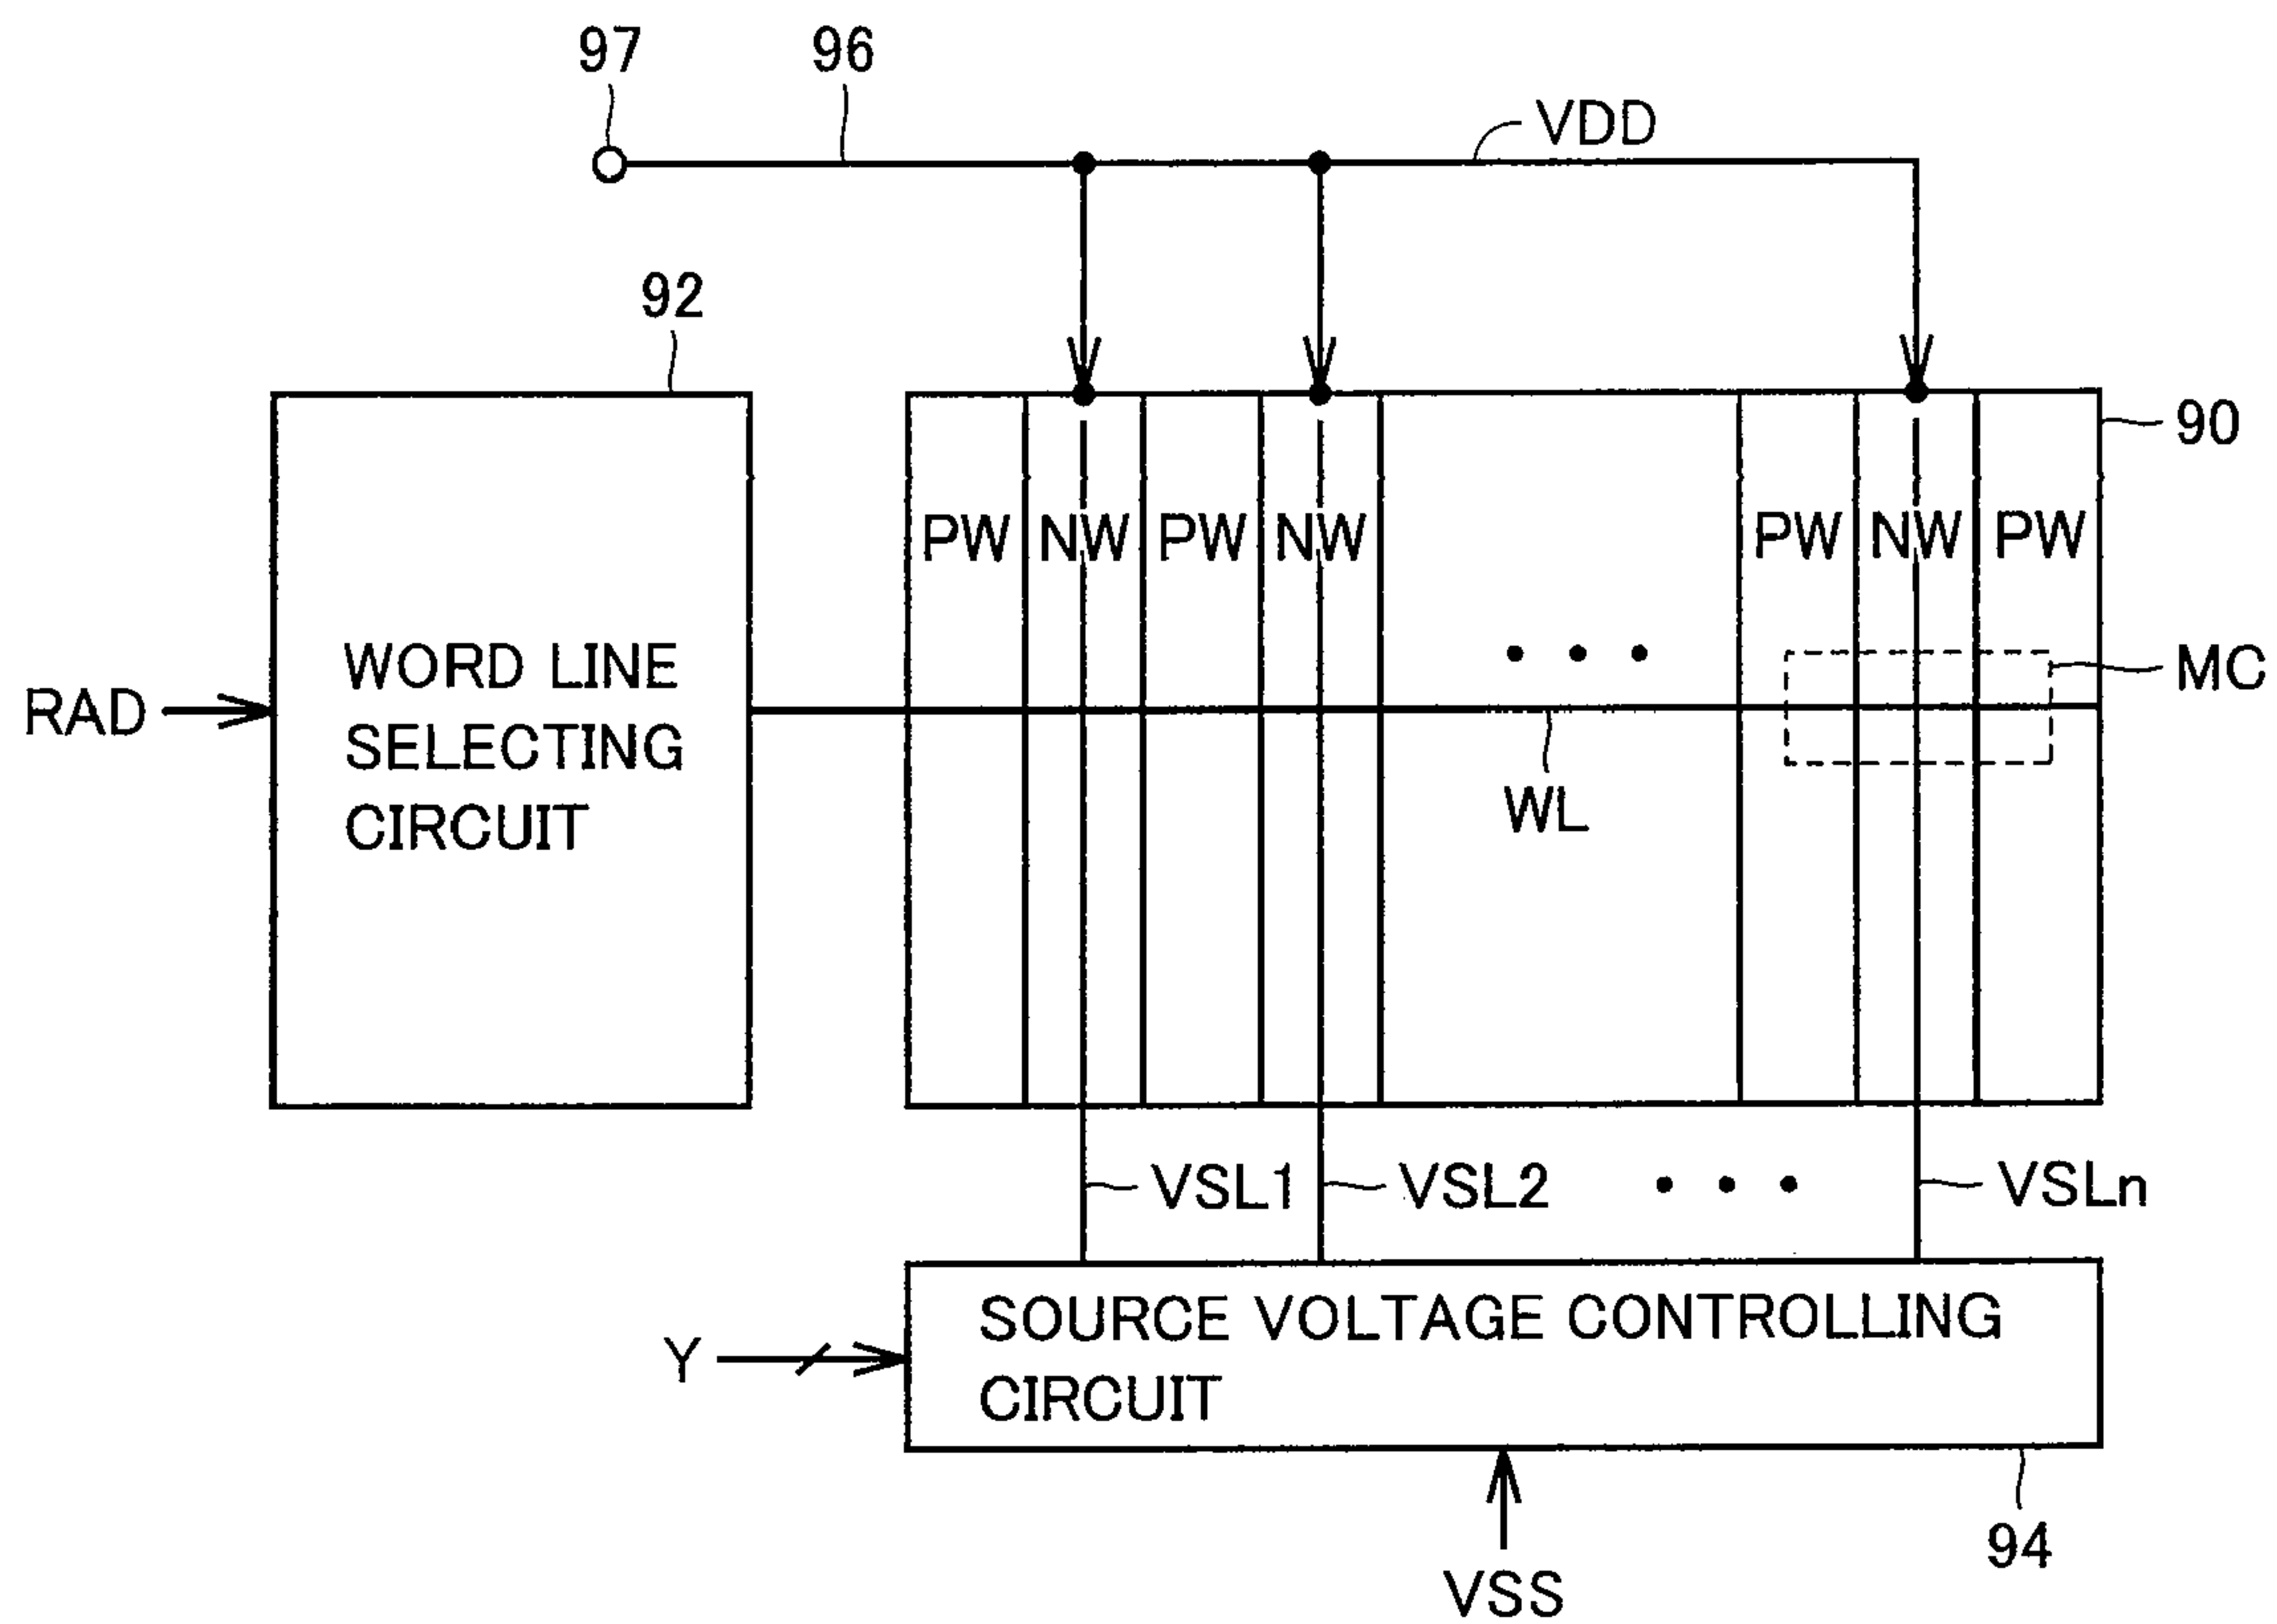 97
96
VDD
92
90
PW
NW
PW
NW
PW
NW
PW
WORD LINE
SELECTING
CIRCUIT
RAD
MC
WL
VSL1
VSL2
VSLn
SOURCE VOLTAGE CONTROLLING
CIRCUIT
Y
94
VSS